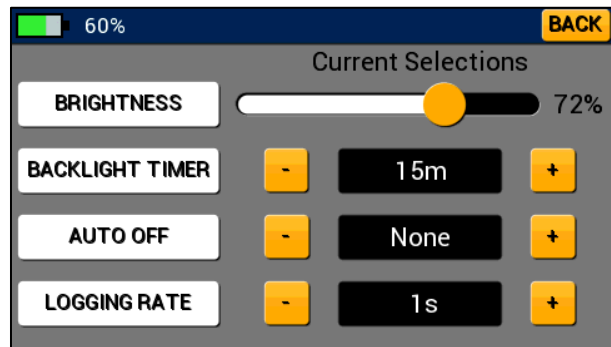 60% BACK
Current Selections
BRIGHTNESS 72%
BACKLIGHT TIMER - 15m +
AUTO OFF - None +
LOGGING RATE - 1s +